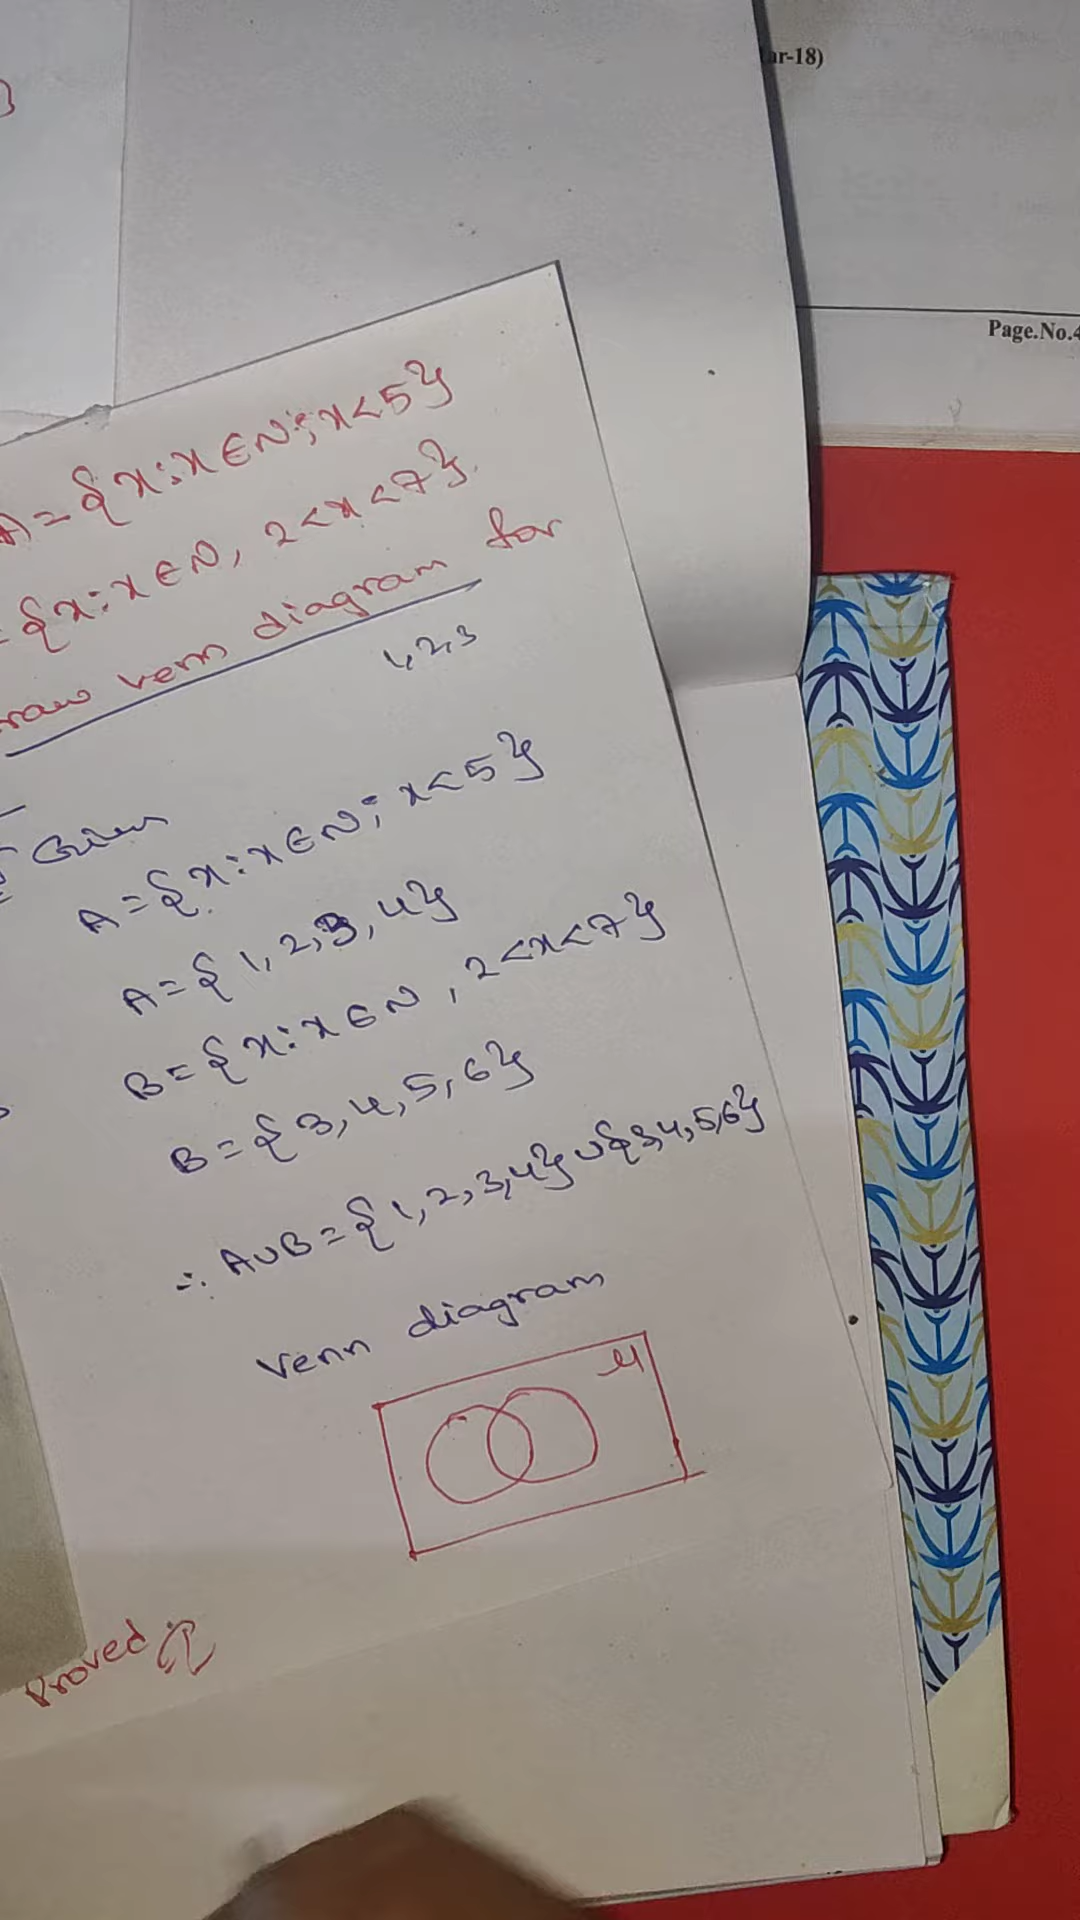 ar-18)
Page.No.4
A)={x:x∈N; x<5}
={x:x∈N, 2<x<7}.
raw venn diagram for
1,2,3
Given
A={x:x∈N; x<5}
A={1,2,3,4}
B={x:x∈N, 2<x<7}
B={3,4,5,6}
∴ A∪B={1,2,3,4}∪{3,4,5,6}
Venn diagram
μ
Proved